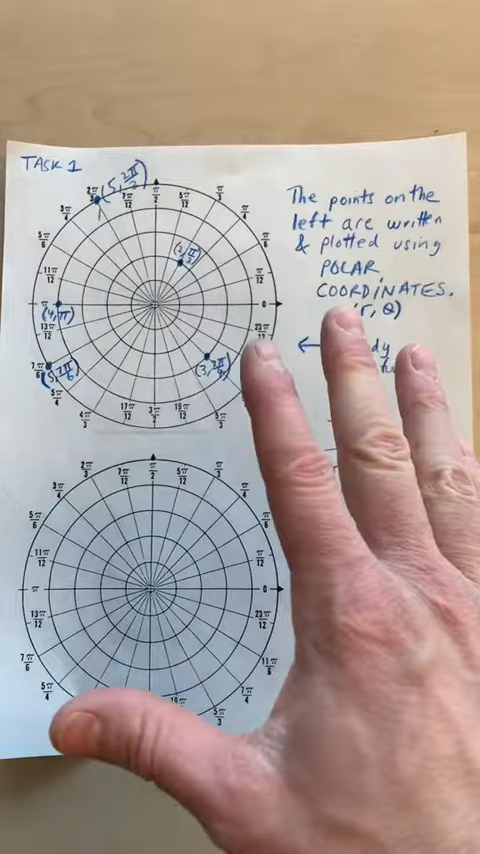 TASK 1
(5, 2π/3)
(2, π/3)
(4, π)
(5, 7π/6)
(3, 7π/4)
2π/3
7π/12
π/2
5π/12
π/3
3π/4
π/4
5π/6
11π/12
π/12
π
0
13π/12
23π/12
7π/6
5π/4
4π/3
17π/12
3π/2
19π/12
5π/3
The points on the
left are written
& plotted using
POLAR
COORDINATES.
(r, θ)
2π/3
7π/12
π/2
5π/12
π/3
3π/4
π/4
5π/6
π/6
11π/12
π/12
π
0
13π/12
23π/12
7π/6
11π/6
5π/4
7π/4
5π/3